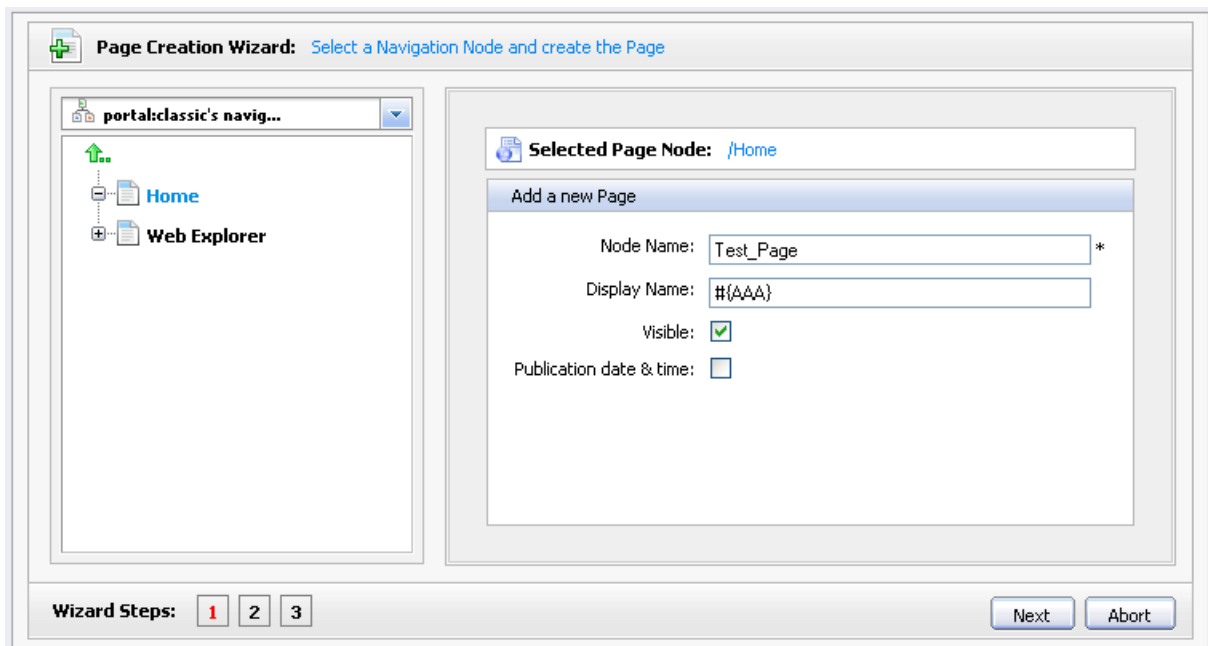 Page Creation Wizard: Select a Navigation Node and create the Page
portal:classic's navig...
Home
Web Explorer
Selected Page Node: /Home
Add a new Page
Node Name: Test_Page *
Display Name: #{AAA}
Visible:
Publication date & time:
Wizard Steps: 1 2 3
Next Abort